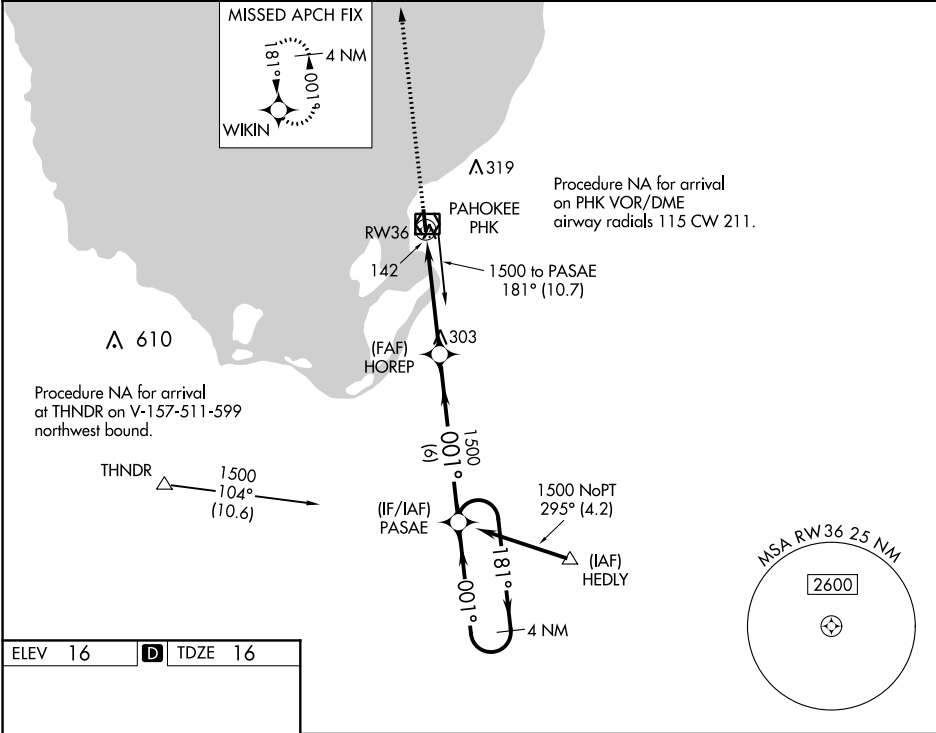 MISSED APCH FIX
4 NM
181°
001°
WIKIN
319
Procedure NA for arrival
on PHK VOR/DME
airway radials 115 CW 211.
PAHOKEE
PHK
RW36
142
1500 to PASAE
181° (10.7)
610
303
(FAF)
HOREP
Procedure NA for arrival
at THNDR on V-157-511-599
northwest bound.
1500
001°
(6)
THNDR
1500
104°
(10.6)
(IF/IAF)
PASAE
1500 NoPT
295° (4.2)
(IAF)
HEDLY
181°
001°
4 NM
MSA RW36 25 NM
2600
ELEV 16 D TDZE 16